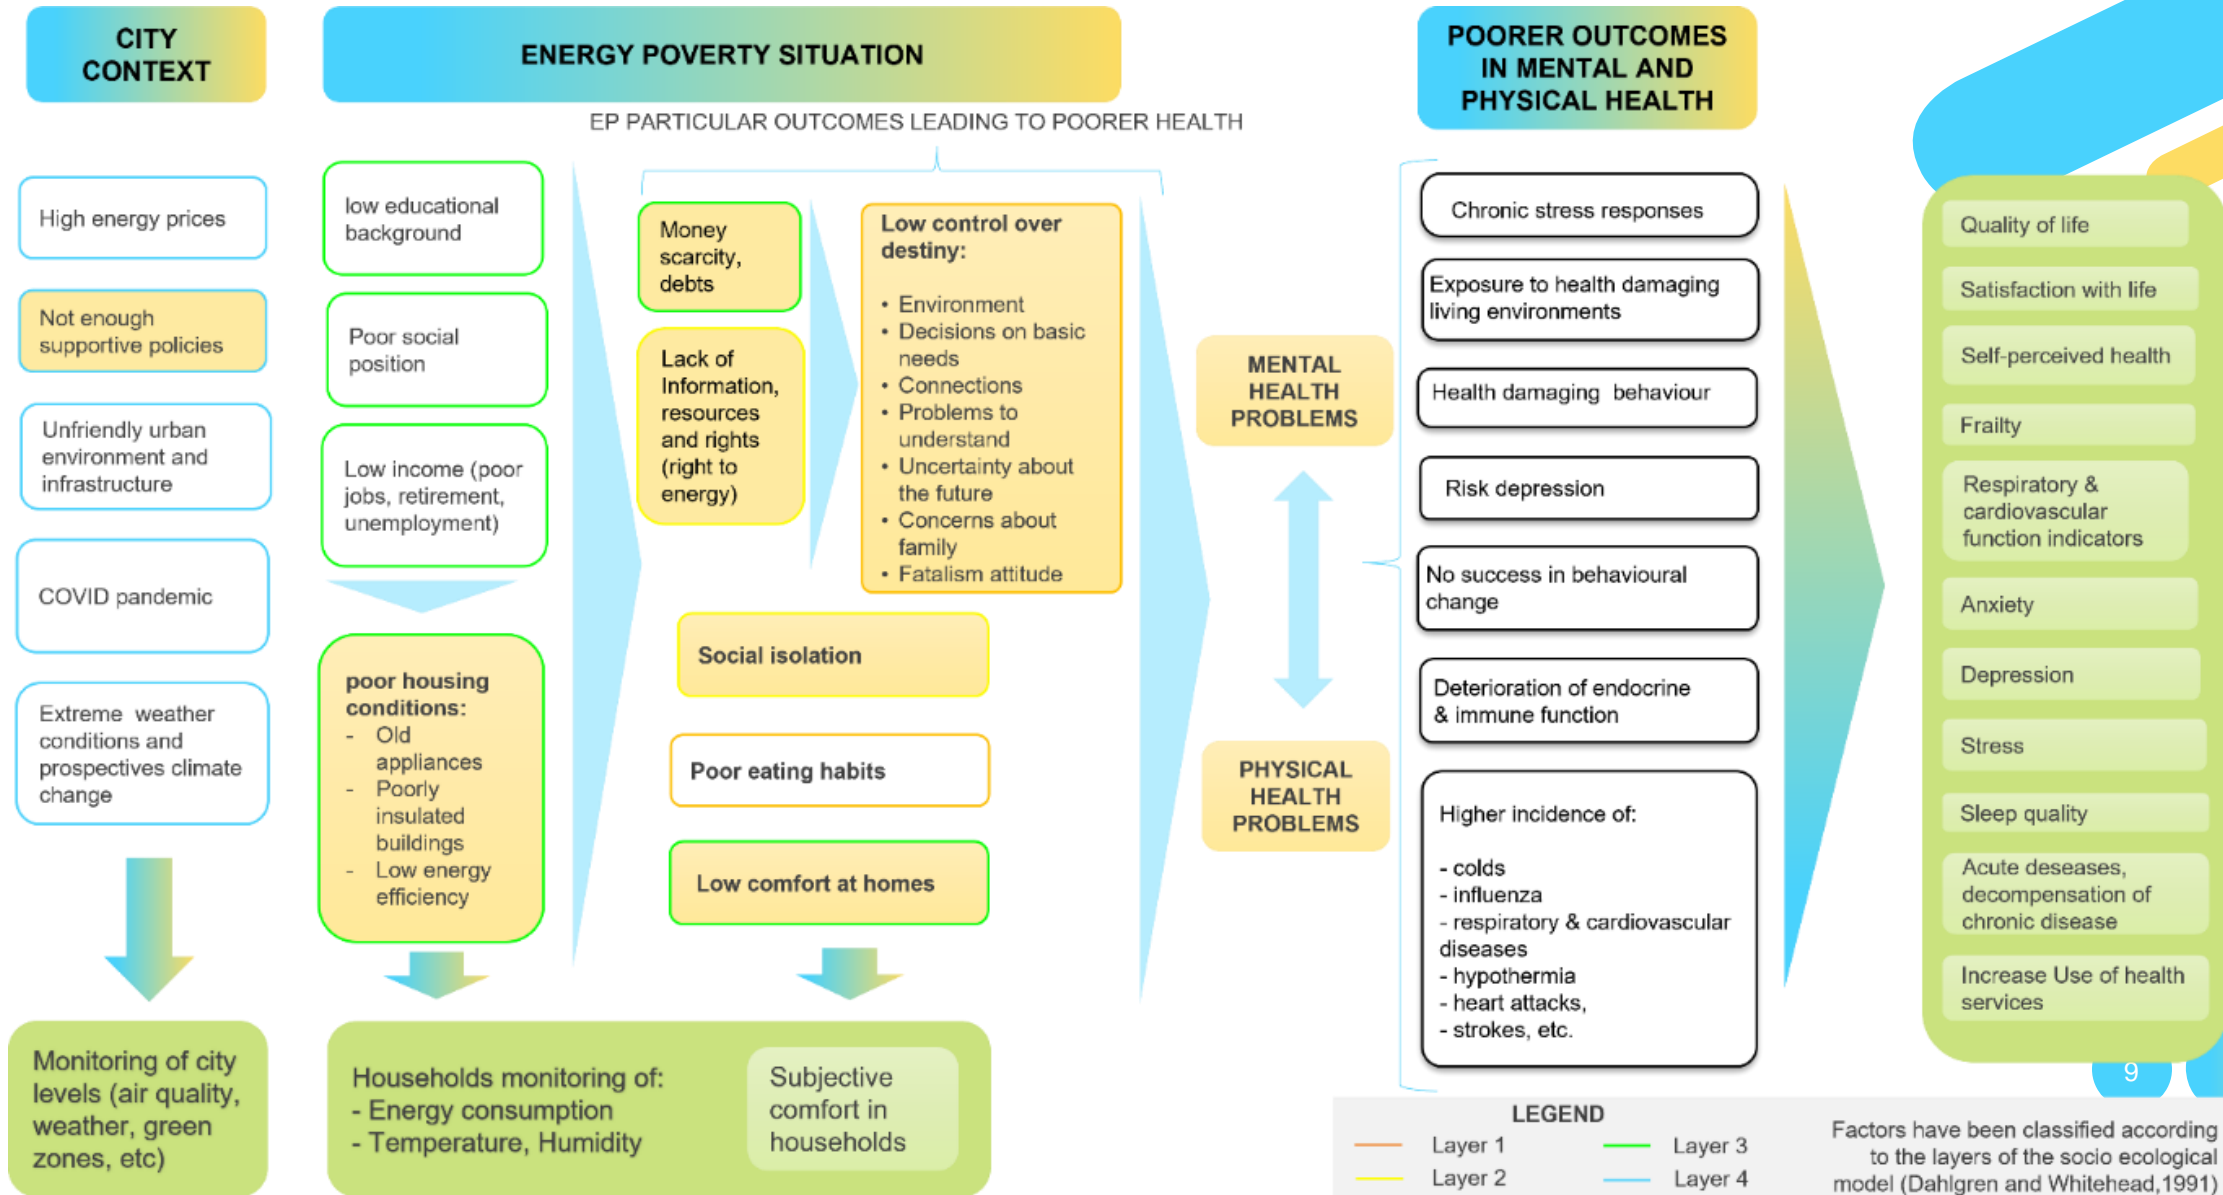 CITY
CONTEXT
ENERGY POVERTY SITUATION
POORER OUTCOMES
IN MENTAL AND
PHYSICAL HEALTH
EP PARTICULAR OUTCOMES LEADING TO POORER HEALTH
High energy prices
Not enough
supportive policies
Unfriendly urban
environment and
infrastructure
COVID pandemic
Extreme weather
conditions and
prospectives climate
change
Monitoring of city
levels (air quality,
weather, green
zones, etc)
low educational
background
Poor social
position
Low income (poor
jobs, retirement,
unemployment)
poor housing
conditions:
- Old
appliances
- Poorly
insulated
buildings
- Low energy
efficiency
Households monitoring of:
- Energy consumption
- Temperature, Humidity
Subjective
comfort in
households
Money
scarcity,
debts
Lack of
Information,
resources
and rights
(right to
energy)
Low control over
destiny:
• Environment
• Decisions on basic
needs
• Connections
• Problems to
understand
• Uncertainty about
the future
• Concerns about
family
• Fatalism attitude
Social isolation
Poor eating habits
Low comfort at homes
MENTAL
HEALTH
PROBLEMS
PHYSICAL
HEALTH
PROBLEMS
Chronic stress responses
Exposure to health damaging
living environments
Health damaging behaviour
Risk depression
No success in behavioural
change
Deterioration of endocrine
& immune function
Higher incidence of:
- colds
- influenza
- respiratory & cardiovascular
diseases
- hypothermia
- heart attacks,
- strokes, etc.
Quality of life
Satisfaction with life
Self-perceived health
Frailty
Respiratory &
cardiovascular
function indicators
Anxiety
Depression
Stress
Sleep quality
Acute deseases,
decompensation of
chronic disease
Increase Use of health
services
9
LEGEND
Layer 1
Layer 2
Layer 3
Layer 4
Factors have been classified according
to the layers of the socio ecological
model (Dahlgren and Whitehead,1991)